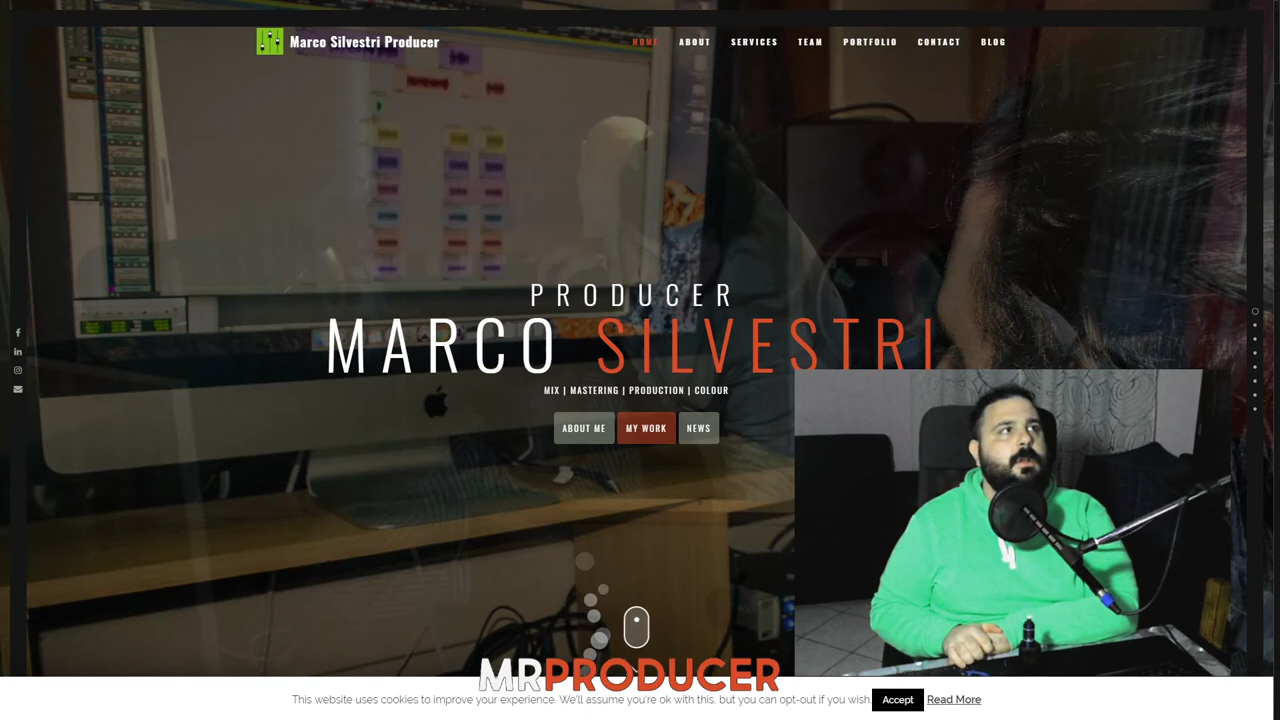 Marco Silvestri Producer
HOME ABOUT SERVICES TEAM PORTFOLIO CONTACT BLOG
PRODUCER
MARCO SILVESTRI
MIX | MASTERING | PRODUCTION | COLOUR
ABOUT ME MY WORK NEWS
MRPRODUCER
This website uses cookies to improve your experience. We'll assume you're ok with this, but you can opt-out if you wish. Accept Read More